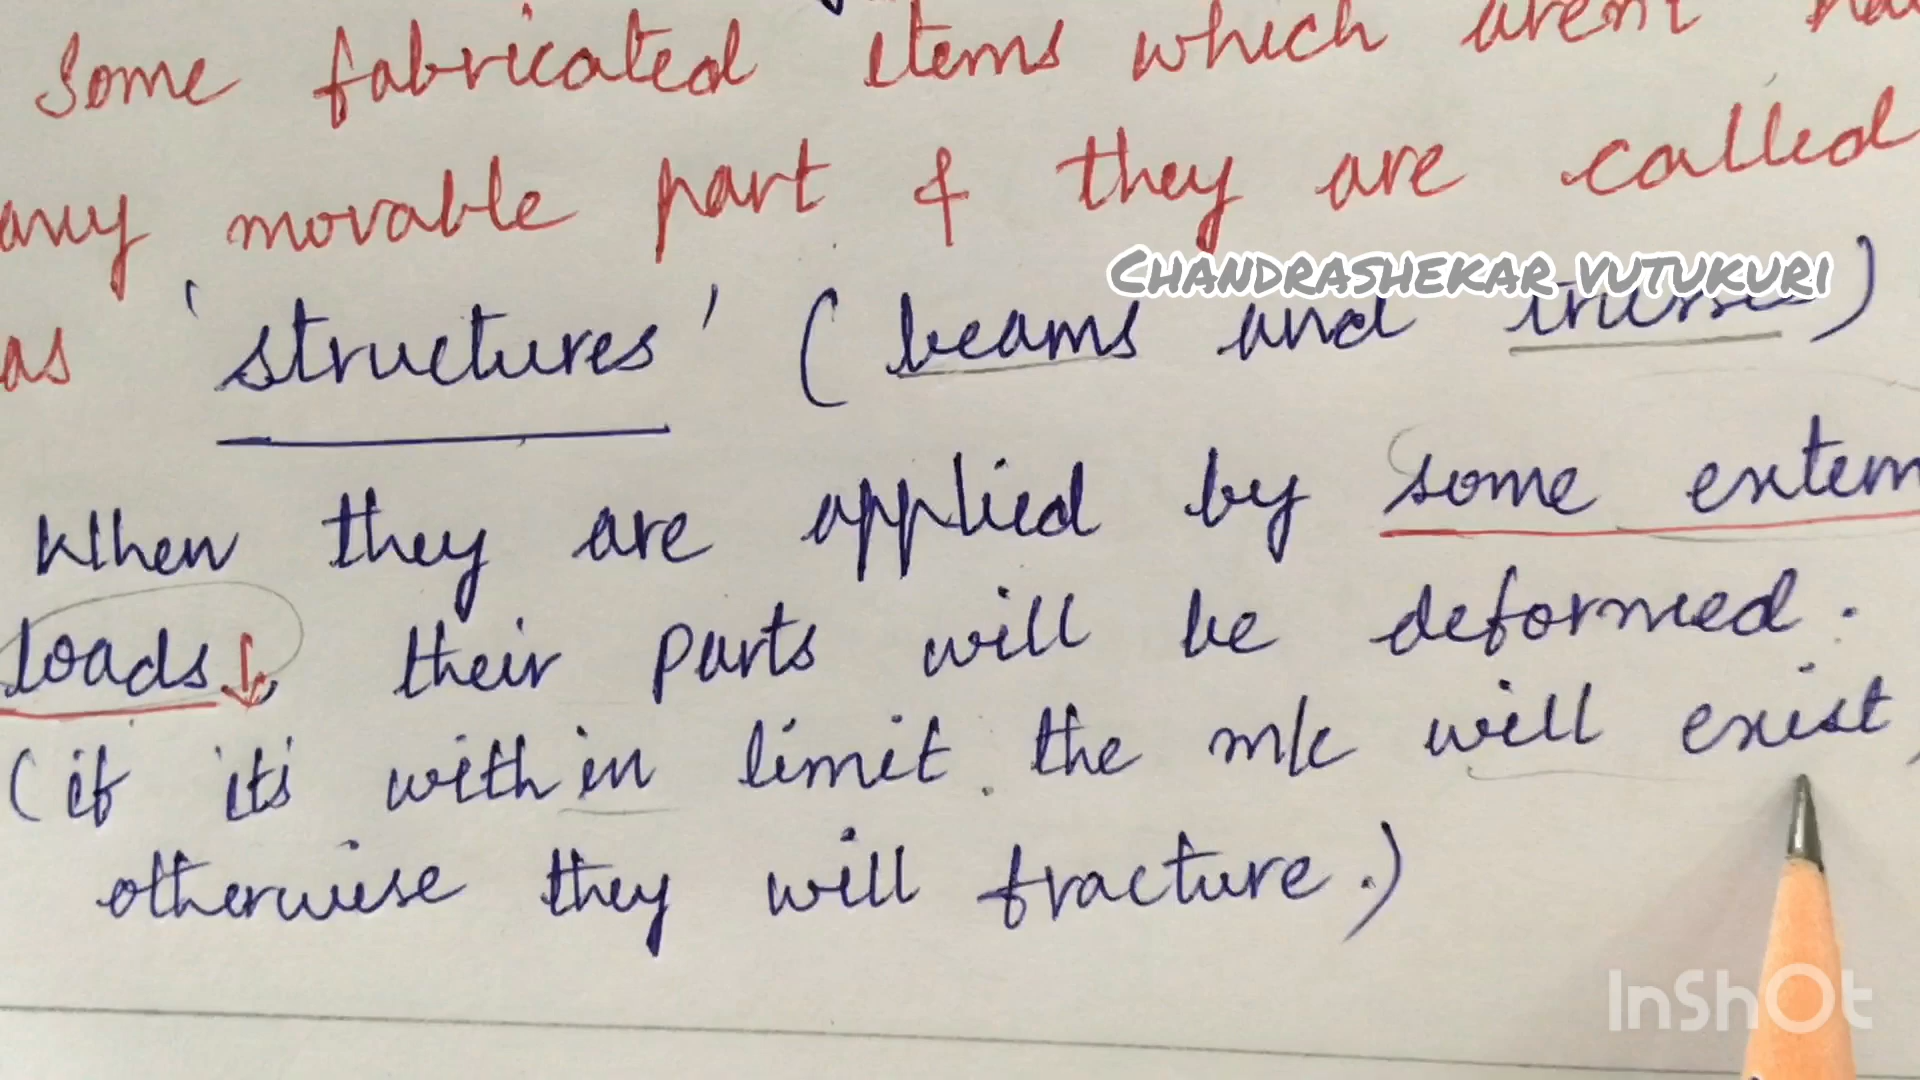 Some fabricated items which aren't
any movable part & they are called
CHANDRASHEKAR VUTUKURI
as 'structures' (beams and trusses)
When they are applied by some extern
loads, their parts will be deformed.
(if its within limit. the m/c will exist,
otherwise they will fracture.)
InShOt